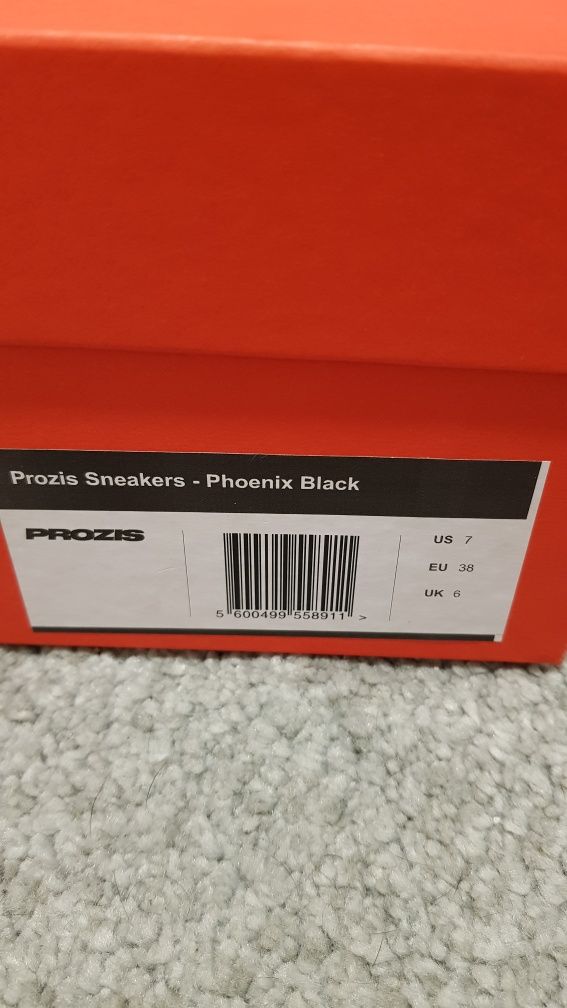 Prozis Sneakers - Phoenix Black
PROZIS
5 600499 558911 >
US 7
EU 38
UK 6